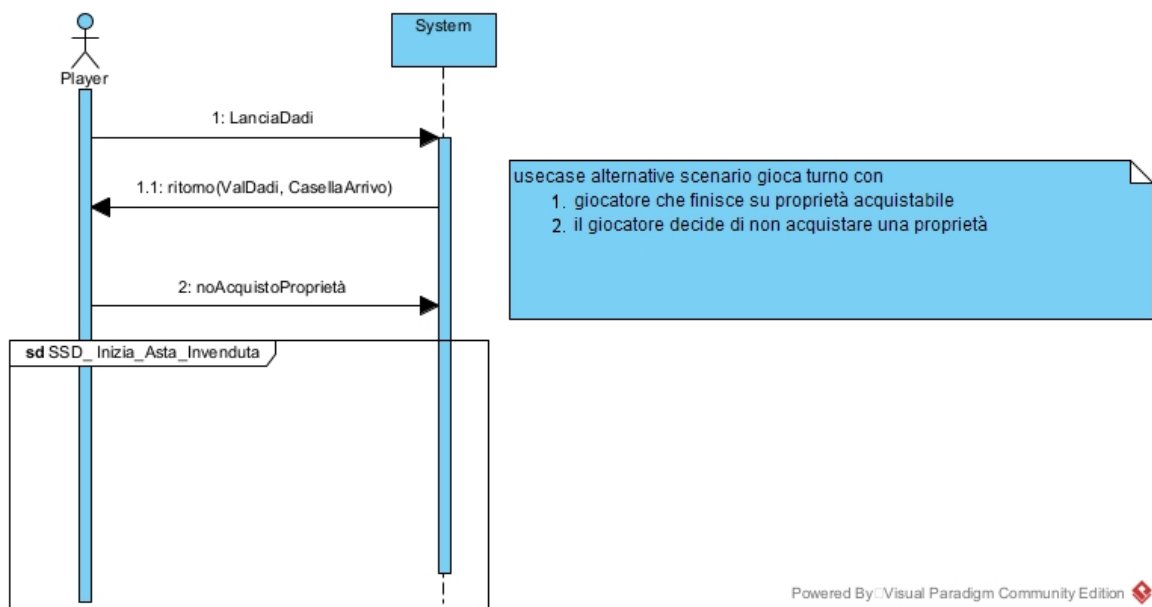 System
Player
1: LanciaDadi
1.1: ritorno(ValDadi, CasellaArrivo)
usecase alternative scenario gioca turno con
1. giocatore che finisce su proprietà acquistabile
2. il giocatore decide di non acquistare una proprietà
2: noAcquistoProprietà
sd SSD_ Inizia_Asta_Invenduta
Powered By Visual Paradigm Community Edition